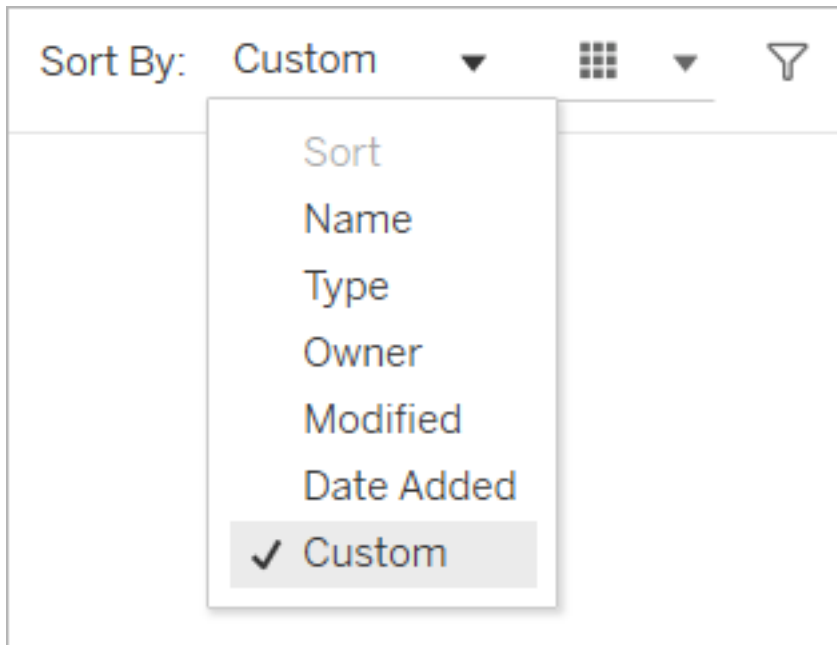 Sort By: Custom
Sort
Name
Type
Owner
Modified
Date Added
Custom